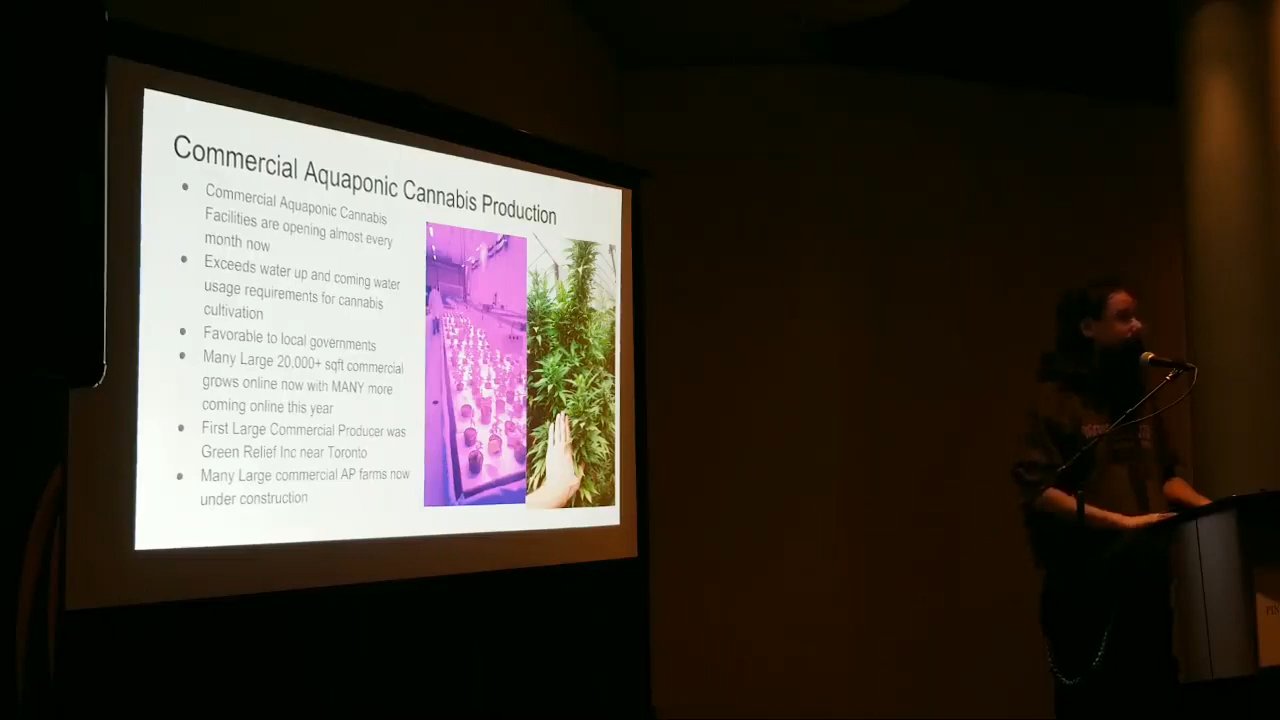 Commercial Aquaponic Cannabis Production
● Commercial Aquaponic Cannabis
Facilities are opening almost every
month now
● Exceeds water up and coming water
usage requirements for cannabis
cultivation
● Favorable to local governments
● Many Large 20,000+ sqft commercial
grows online now with MANY more
coming online this year
● First Large Commercial Producer was
Green Relief Inc near Toronto
● Many Large commercial AP farms now
under construction